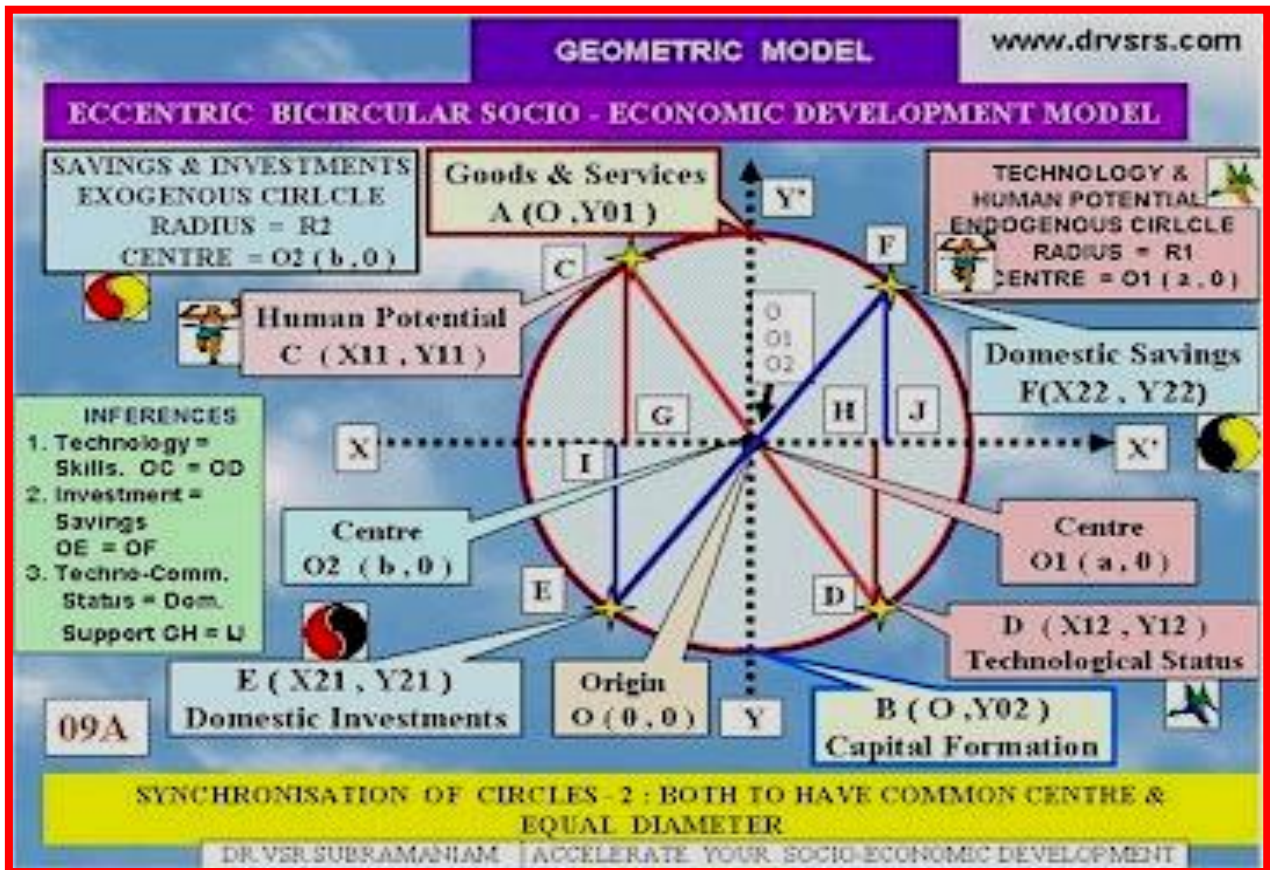 GEOMETRIC MODEL
www.drvsrs.com
ECCENTRIC BICIRCULAR SOCIO - ECONOMIC DEVELOPMENT MODEL
SAVINGS & INVESTMENTS
EXOGENOUS CIRLCLE
RADIUS = R2
CENTRE = O2 ( b , 0 )
Goods & Services
A ( O , Y01 )
Y'
TECHNOLOGY &
HUMAN POTENTIAL
ENDOGENOUS CIRLCLE
RADIUS = R1
CENTRE = O1 ( a , 0 )
C
F
Human Potential
C ( X11 , Y11 )
O
O1
O2
Domestic Savings
F(X22 , Y22)
G
H
J
X
I
X'
INFERENCES
1. Technology =
Skills. OC = OD
2. Investment =
Savings
OE = OF
3. Techno-Comm.
Status = Dom.
Support GH = IJ
Centre
O2 ( b , 0 )
Centre
O1 ( a , 0 )
E
D
E ( X21 , Y21 )
Domestic Investments
Origin
O ( 0 , 0 )
Y
D ( X12 , Y12 )
Technological Status
B ( O , Y02 )
Capital Formation
09A
SYNCHRONISATION OF CIRCLES - 2 : BOTH TO HAVE COMMON CENTRE &
EQUAL DIAMETER
DR VSR SUBRAMANIAM ACCELERATE YOUR SOCIO-ECONOMIC DEVELOPMENT